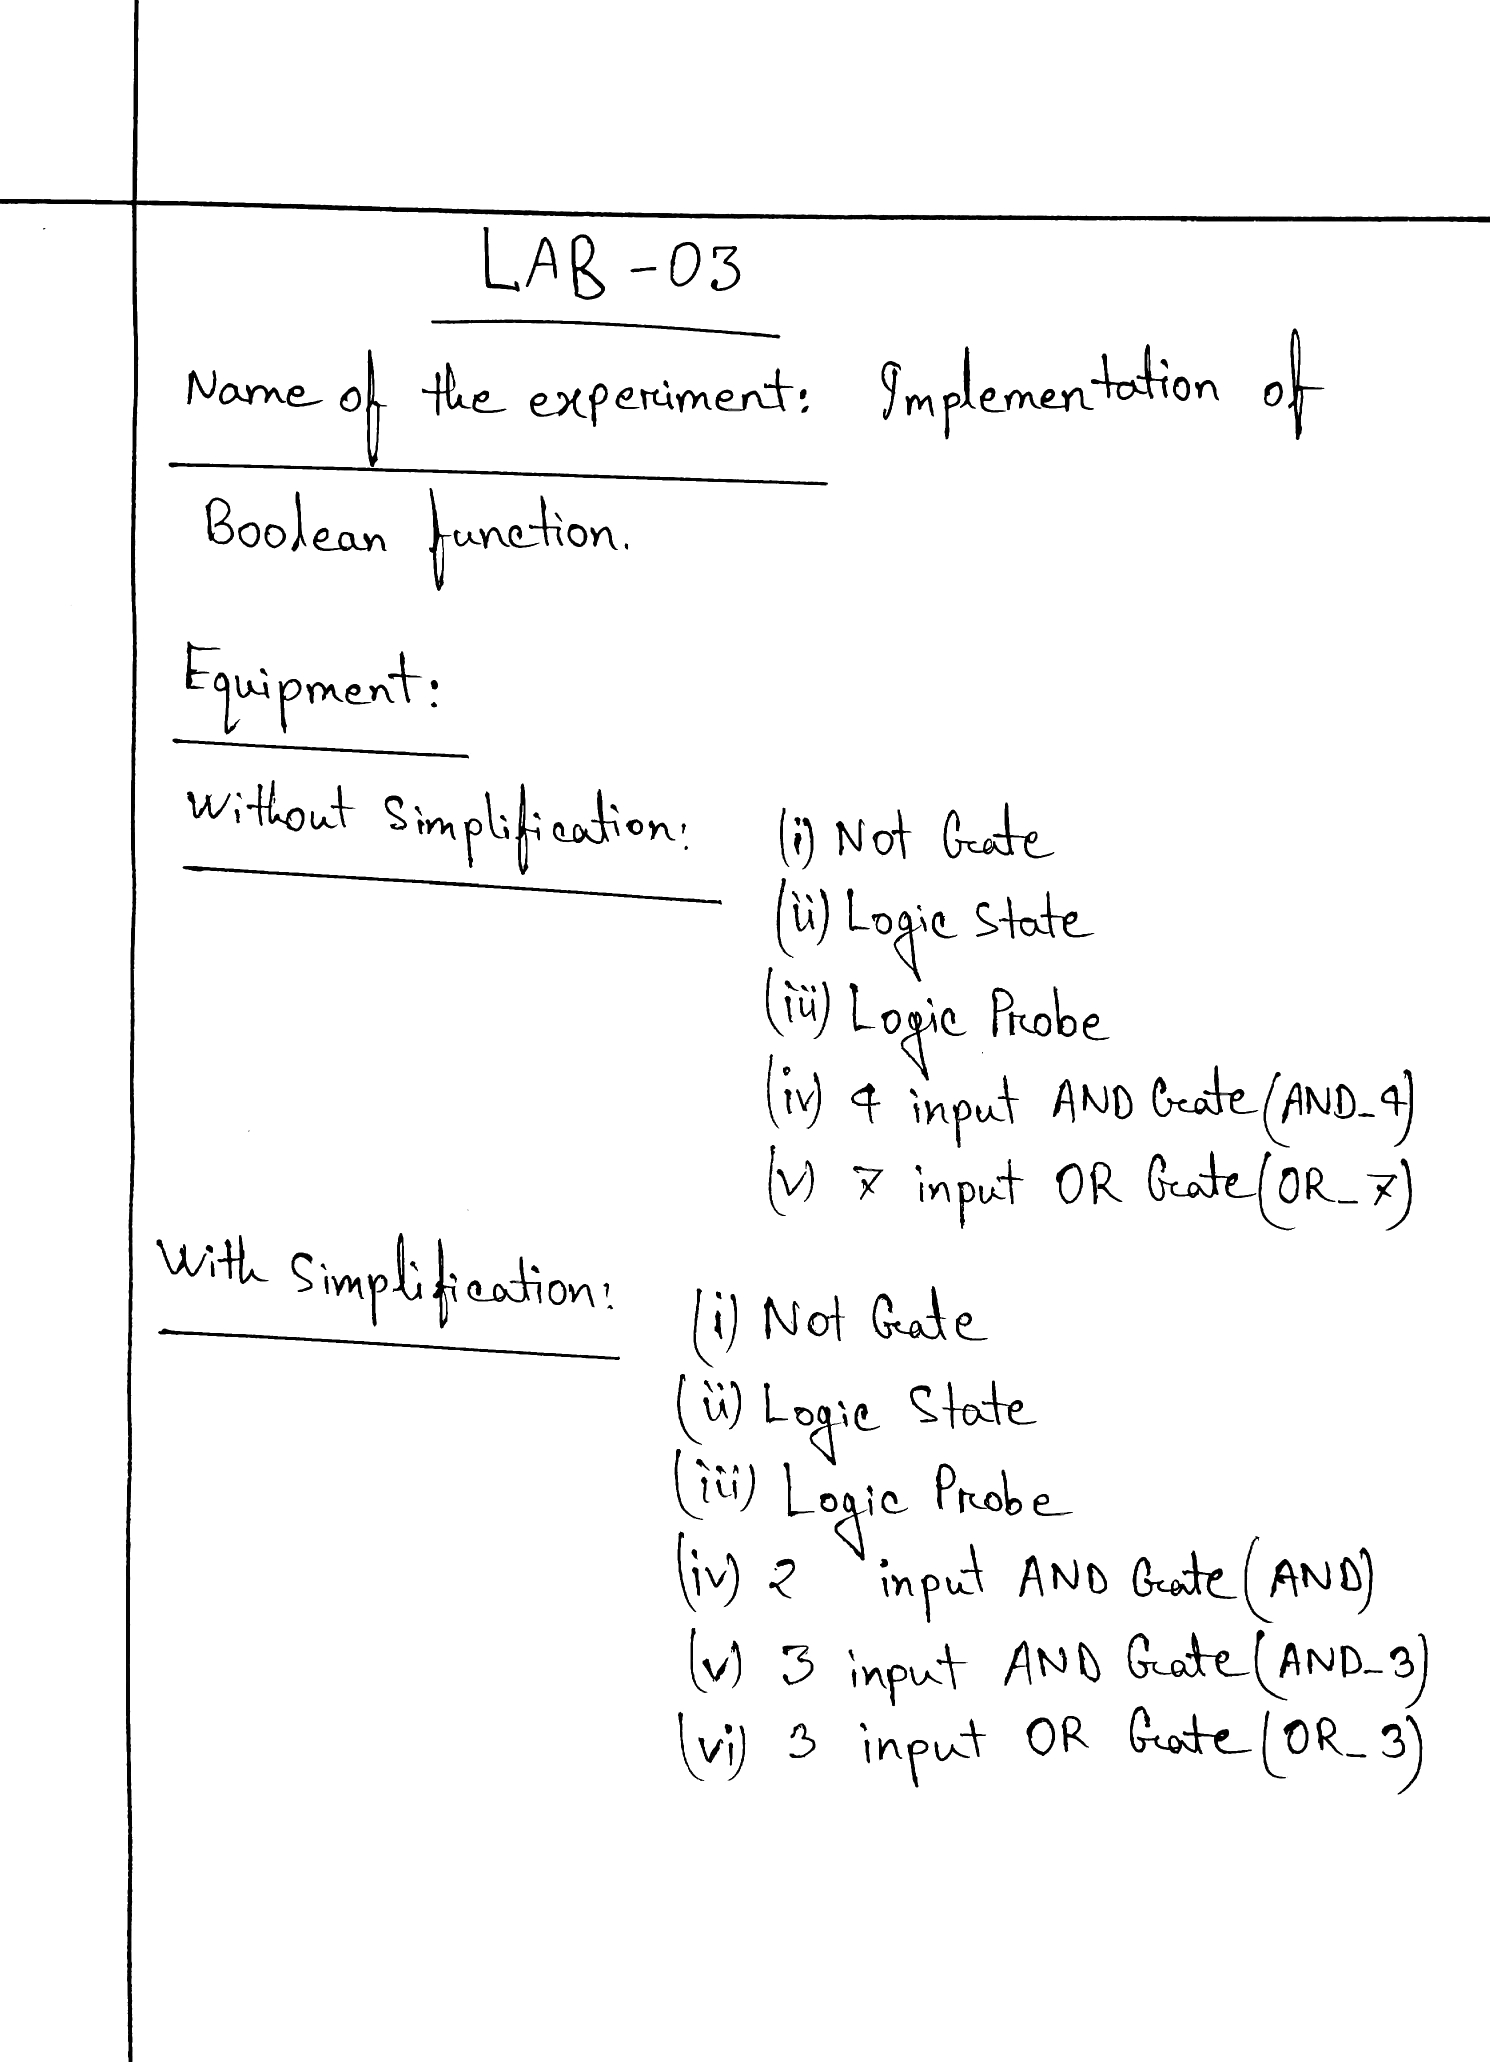 LAB-03
Name of the experiment: Implementation of
Boolean function.
Equipment:
Without Simplification: (i) Not Gate
(ii) Logic State
(iii) Logic Probe
(iv) 4 input AND Gate (AND_4)
(v) 7 input OR Gate (OR_7)
With Simplification: (i) Not Gate
(ii) Logic State
(iii) Logic Probe
(iv) 2 input AND Gate (AND)
(v) 3 input AND Gate (AND_3)
(vi) 3 input OR Gate (OR_3)